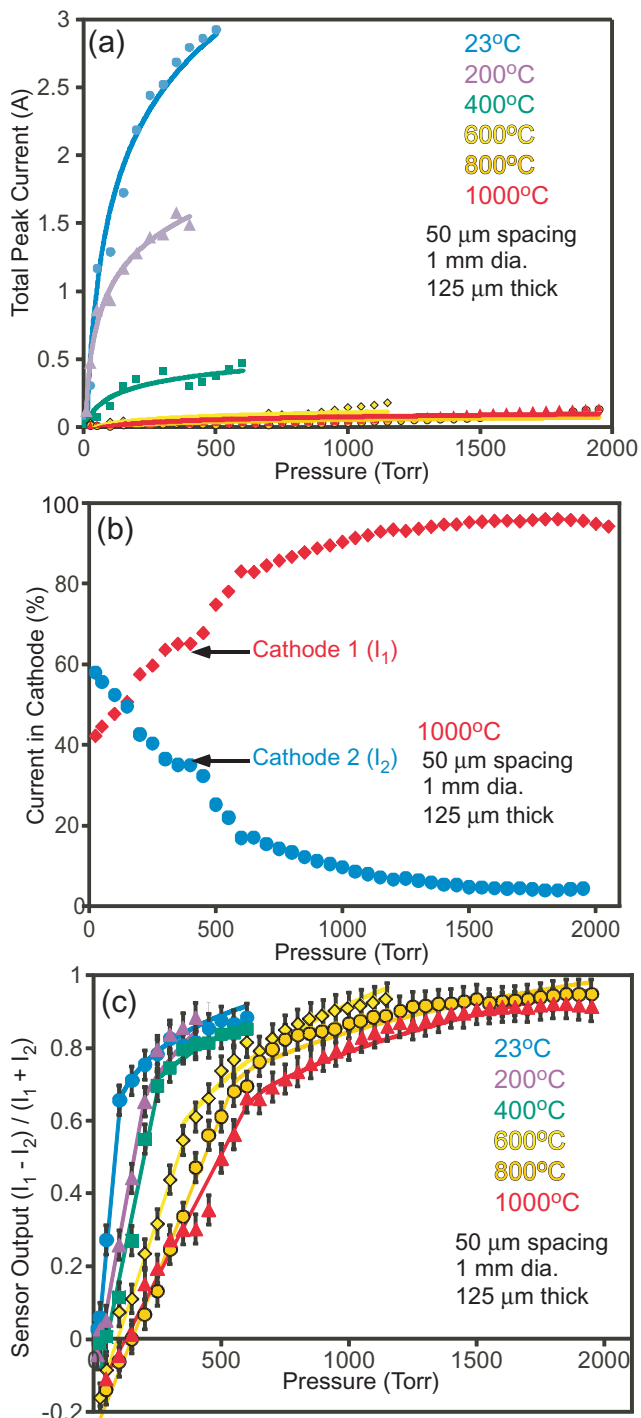 (a)
3
2.5
2
1.5
1
0.5
0
Total Peak Current (A)
23°C
200°C
400°C
600°C
800°C
1000°C
50 µm spacing
1 mm dia.
125 µm thick
0 500 1000 1500 2000
Pressure (Torr)
(b)
100
80
60
40
20
0
Current in Cathode (%)
Cathode 1 (I₁)
Cathode 2 (I₂)
1000°C
50 µm spacing
1 mm dia.
125 µm thick
0 500 1000 1500 2000
Pressure (Torr)
(c)
1
0.8
0.6
0.4
0.2
0
-0.2
Sensor Output (I₁ - I₂) / (I₁ + I₂)
23°C
200°C
400°C
600°C
800°C
1000°C
50 µm spacing
1 mm dia.
125 µm thick
0 500 1000 1500 2000
Pressure (Torr)